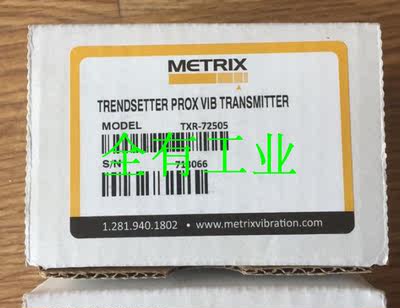 METRIX
TRENDSETTER PROX VIB TRANSMITTER
MODEL TXR-72505
全有工业
S/N 713066
1.281.940.1802 • www.metrixvibration.com